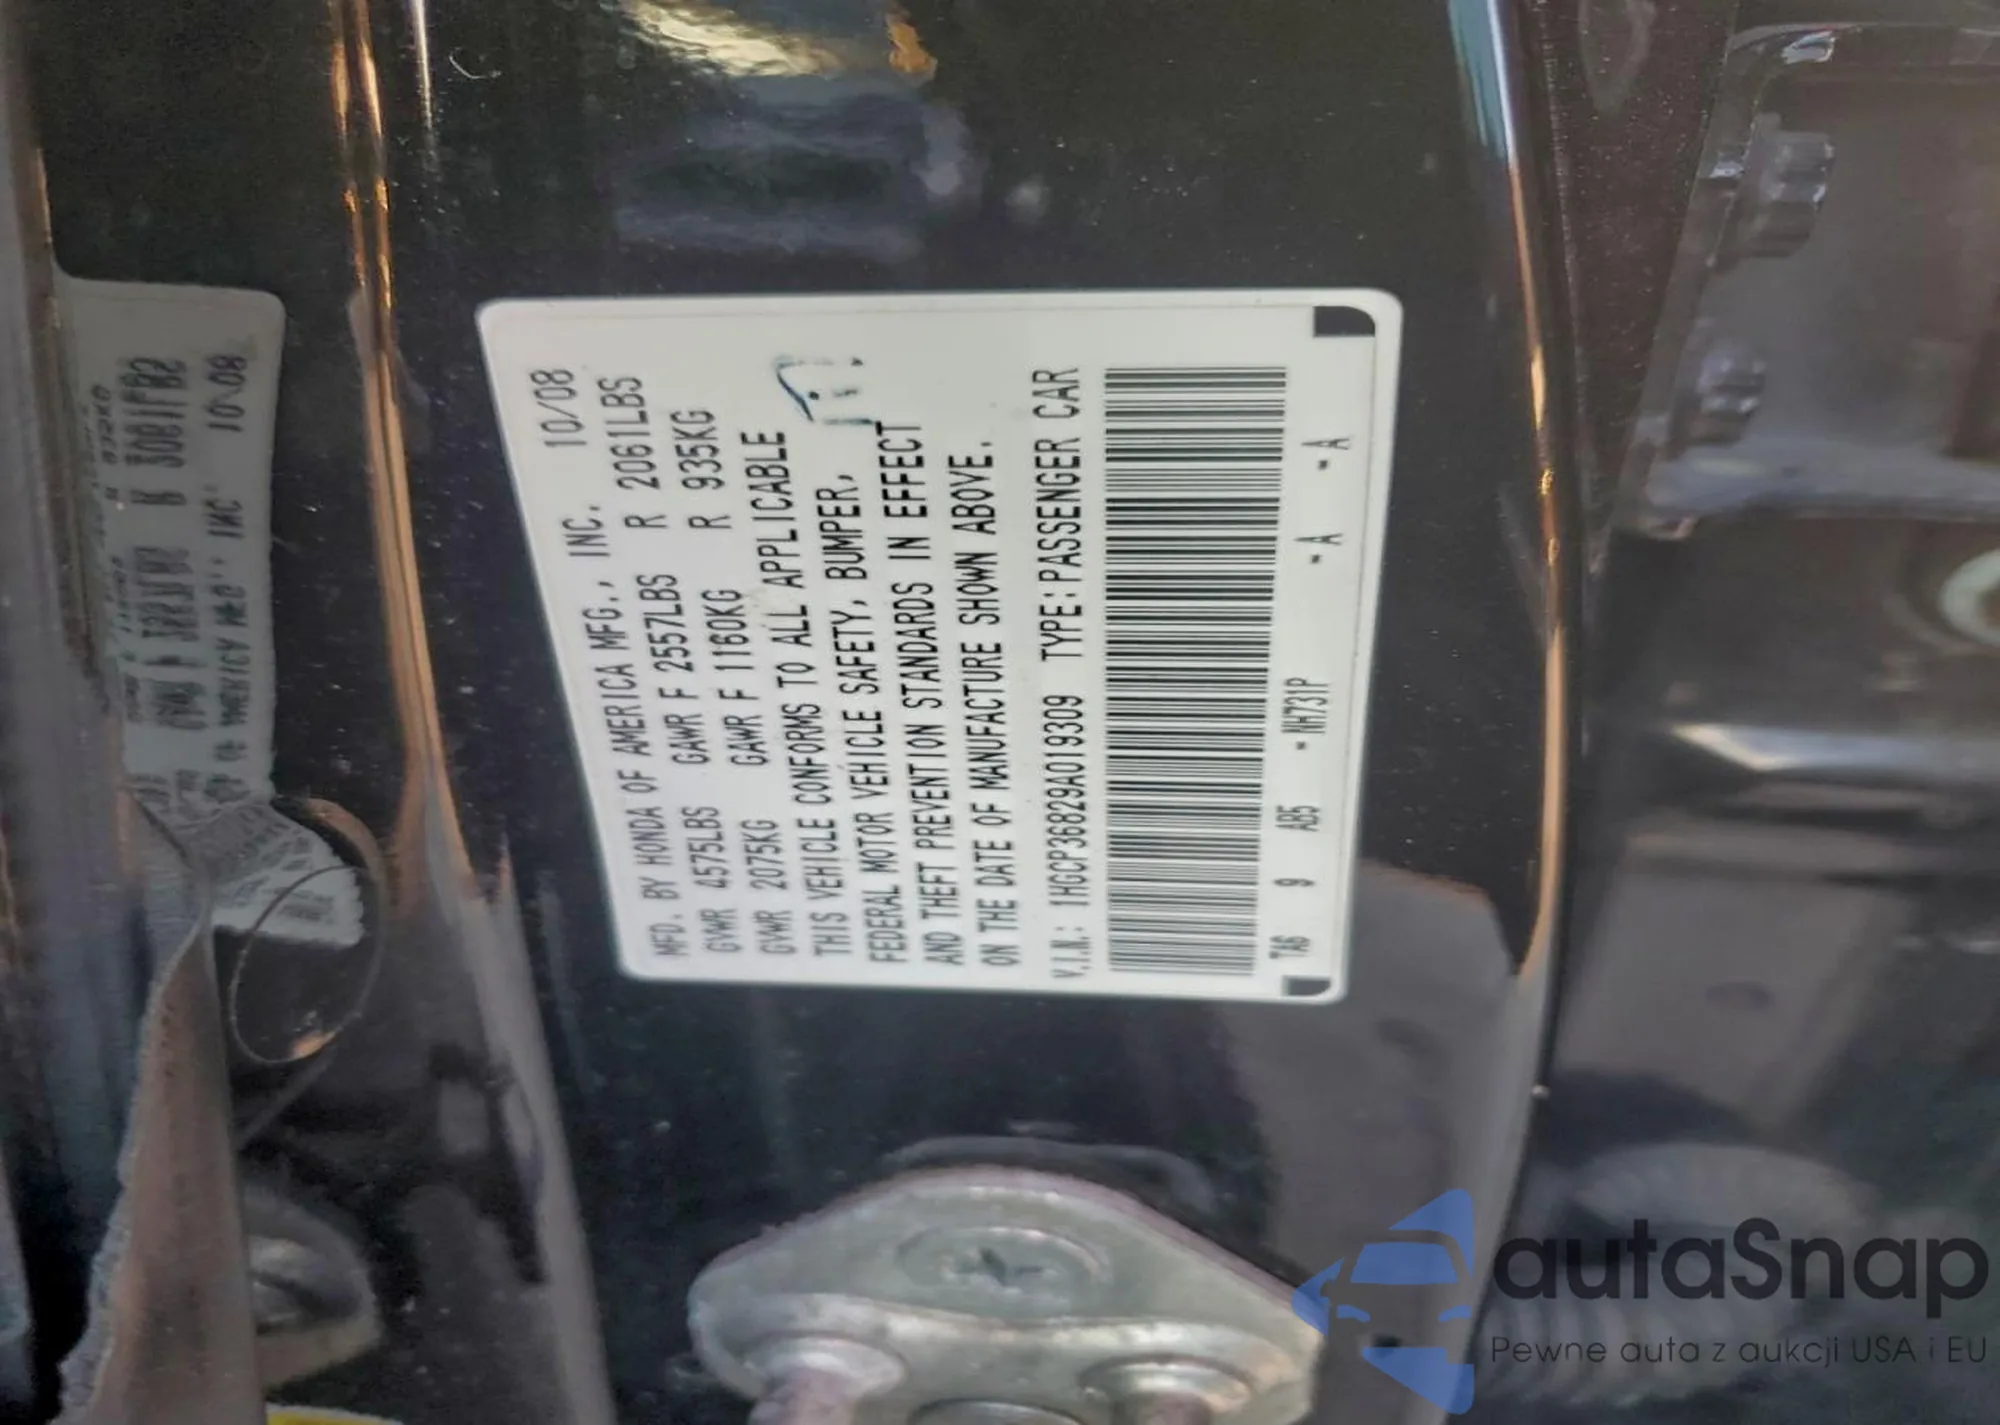 MFD. BY HONDA OF AMERICA MFG., INC. 10/08
GVWR 4575LBS GAWR F 2557LBS R 2061LBS
GVWR 2075KG GAWR F 1160KG R 935KG
THIS VEHICLE CONFORMS TO ALL APPLICABLE
FEDERAL MOTOR VEHICLE SAFETY, BUMPER,
AND THEFT PREVENTION STANDARDS IN EFFECT
ON THE DATE OF MANUFACTURE SHOWN ABOVE.
V.I.N.: 1HGCP36829A019309 TYPE: PASSENGER CAR
TA6 9 AB5 -NH731P -A -A
autaSnap
Pewne auta z aukcji USA i EU